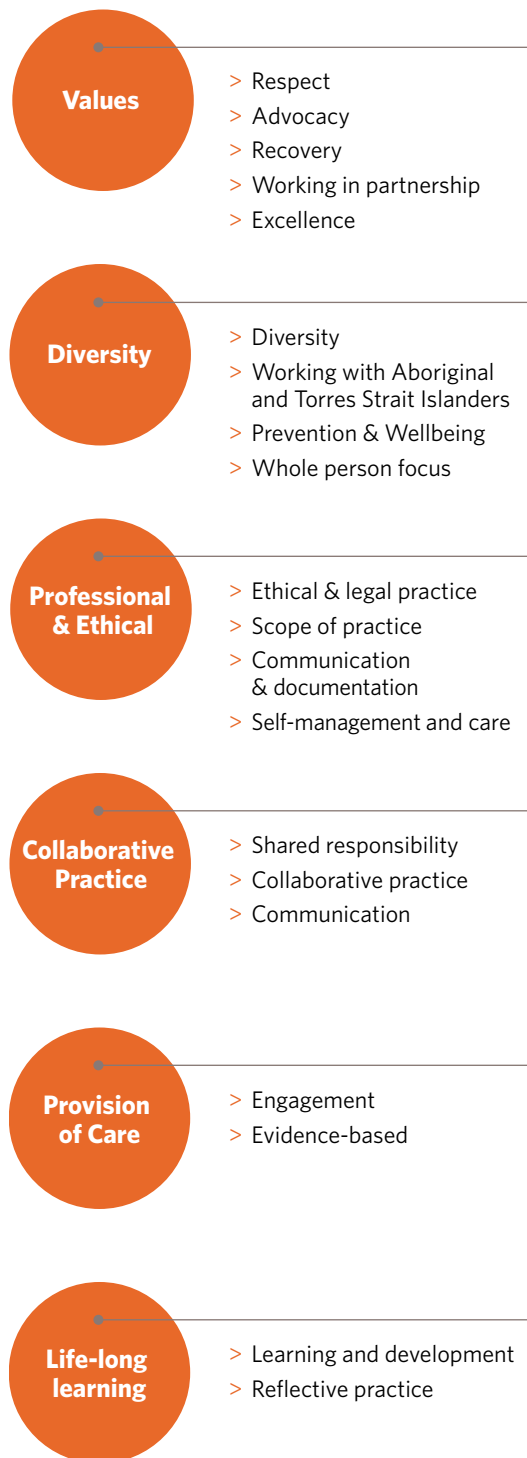 Values
> Respect
> Advocacy
> Recovery
> Working in partnership
> Excellence
Diversity
> Diversity
> Working with Aboriginal
and Torres Strait Islanders
> Prevention & Wellbeing
> Whole person focus
Professional
& Ethical
> Ethical & legal practice
> Scope of practice
> Communication
& documentation
> Self-management and care
Collaborative
Practice
> Shared responsibility
> Collaborative practice
> Communication
Provision
of Care
> Engagement
> Evidence-based
Life-long
learning
> Learning and development
> Reflective practice